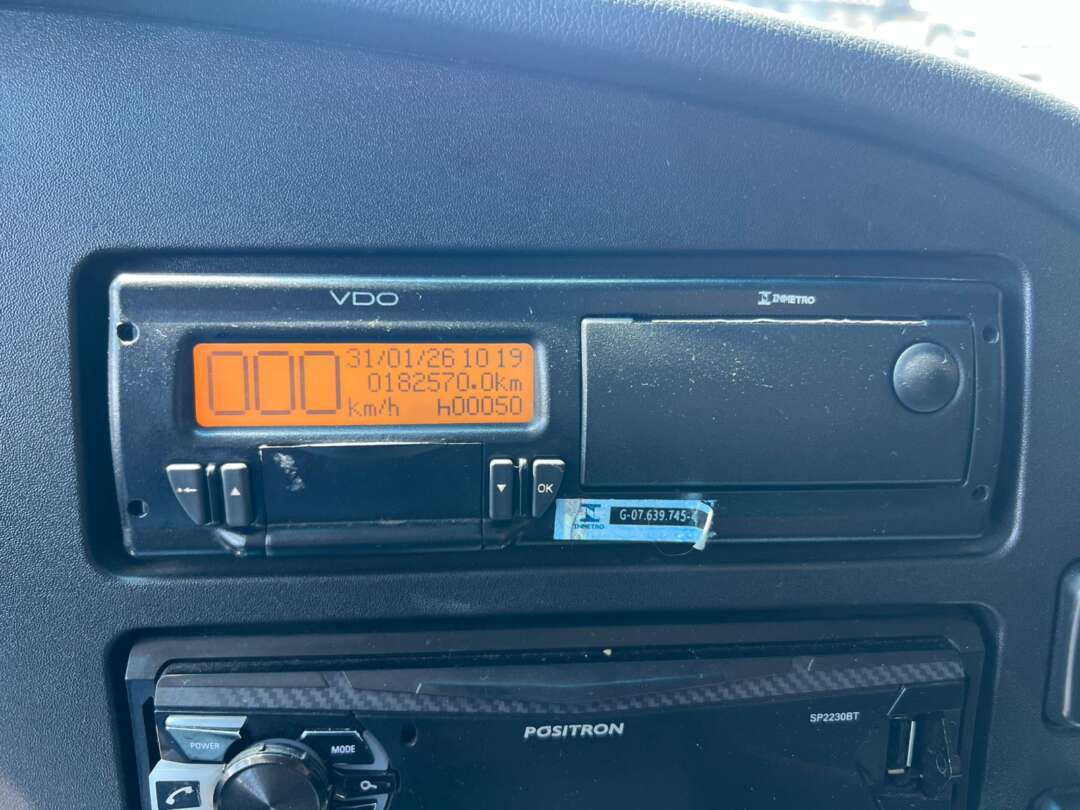 VDO
INMETRO
000 31/01/26 10 19
0182570.0km
km/h h00050
OK
INMETRO
G-07.639.745-
POSITRON
SP2230BT
POWER
MODE